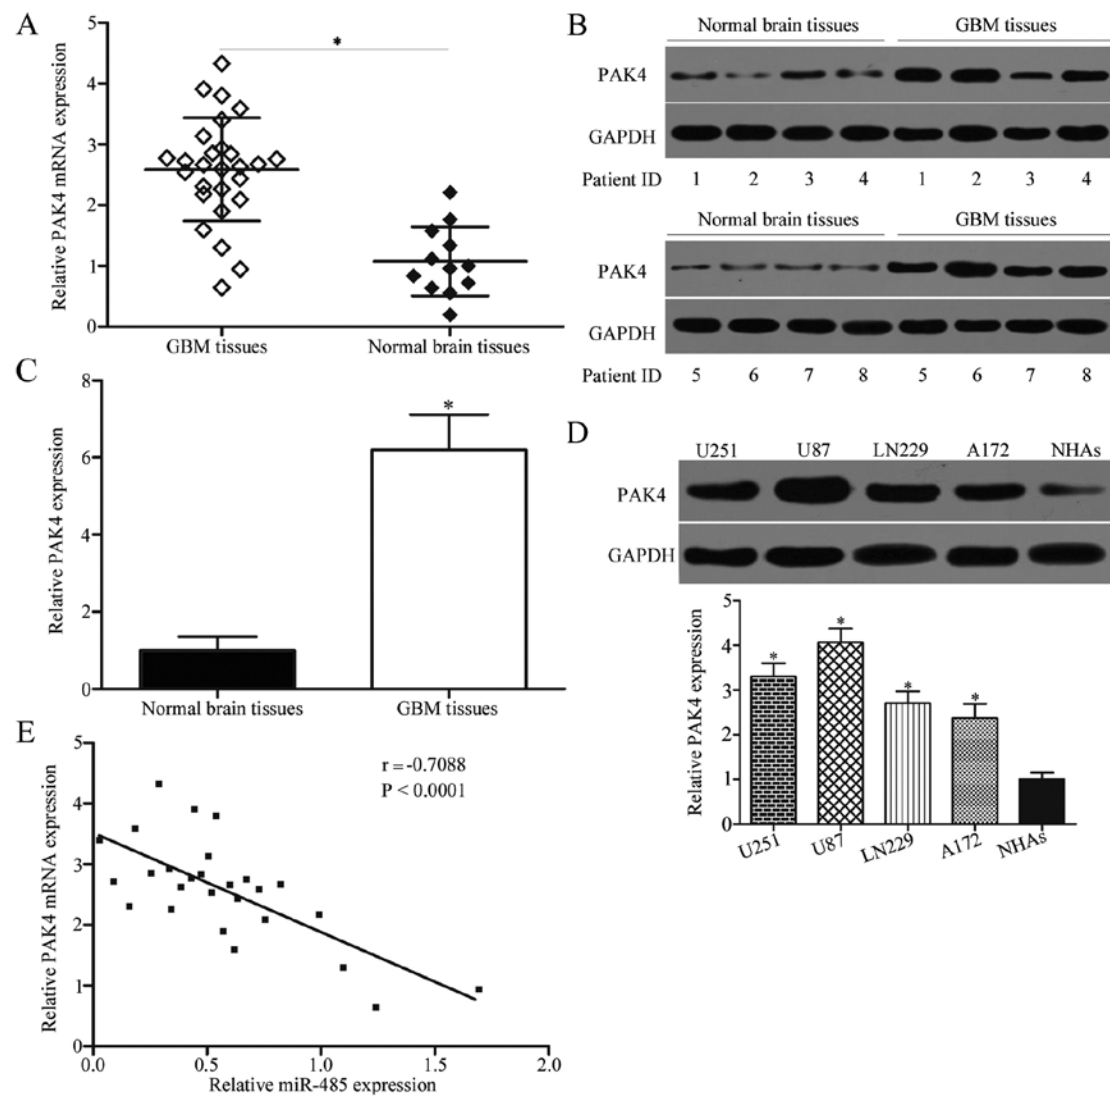 A
5
4
3
2
1
0
Relative PAK4 mRNA expression
*
GBM tissues
Normal brain tissues
B
Normal brain tissues GBM tissues
PAK4
GAPDH
Patient ID 1 2 3 4 1 2 3 4
Normal brain tissues GBM tissues
PAK4
GAPDH
Patient ID 5 6 7 8 5 6 7 8
C
8
6
4
2
0
Relative PAK4 expression
*
Normal brain tissues
GBM tissues
D
U251 U87 LN229 A172 NHAs
PAK4
GAPDH
5
4
3
2
1
0
Relative PAK4 expression
* * * *
U251 U87 LN229 A172 NHAs
E
5
4
3
2
1
0
Relative PAK4 mRNA expression
r = -0.7088
P < 0.0001
0.0 0.5 1.0 1.5 2.0
Relative miR-485 expression